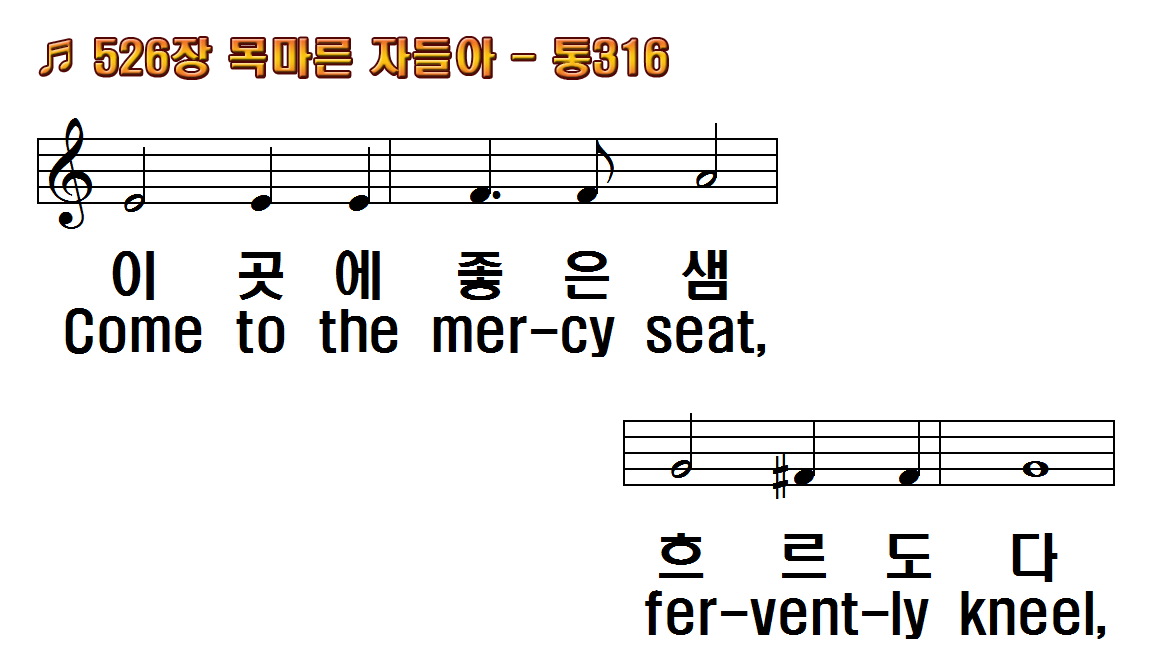 526장 목마른 자들아 - 통316
이 곳 에 좋 은 샘
Come to the mer-cy seat,
흐 르 도 다
fer-vent-ly kneel,